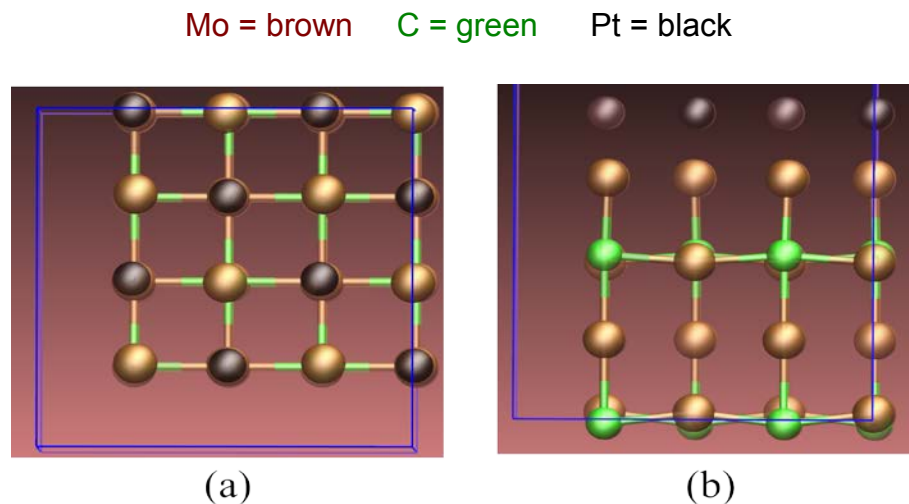 Mo = brown C = green Pt = black
(a) (b)